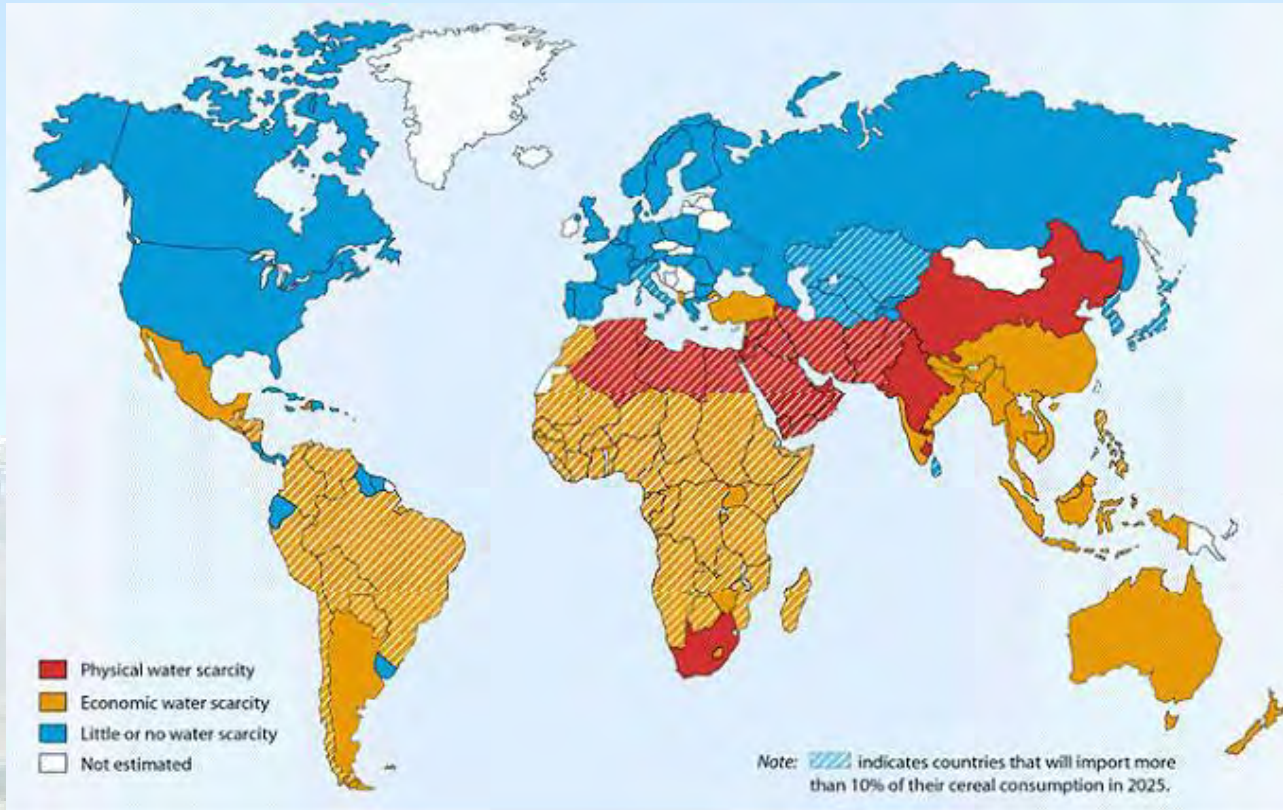 Physical water scarcity
Economic water scarcity
Little or no water scarcity
Not estimated
Note: indicates countries that will import more
than 10% of their cereal consumption in 2025.